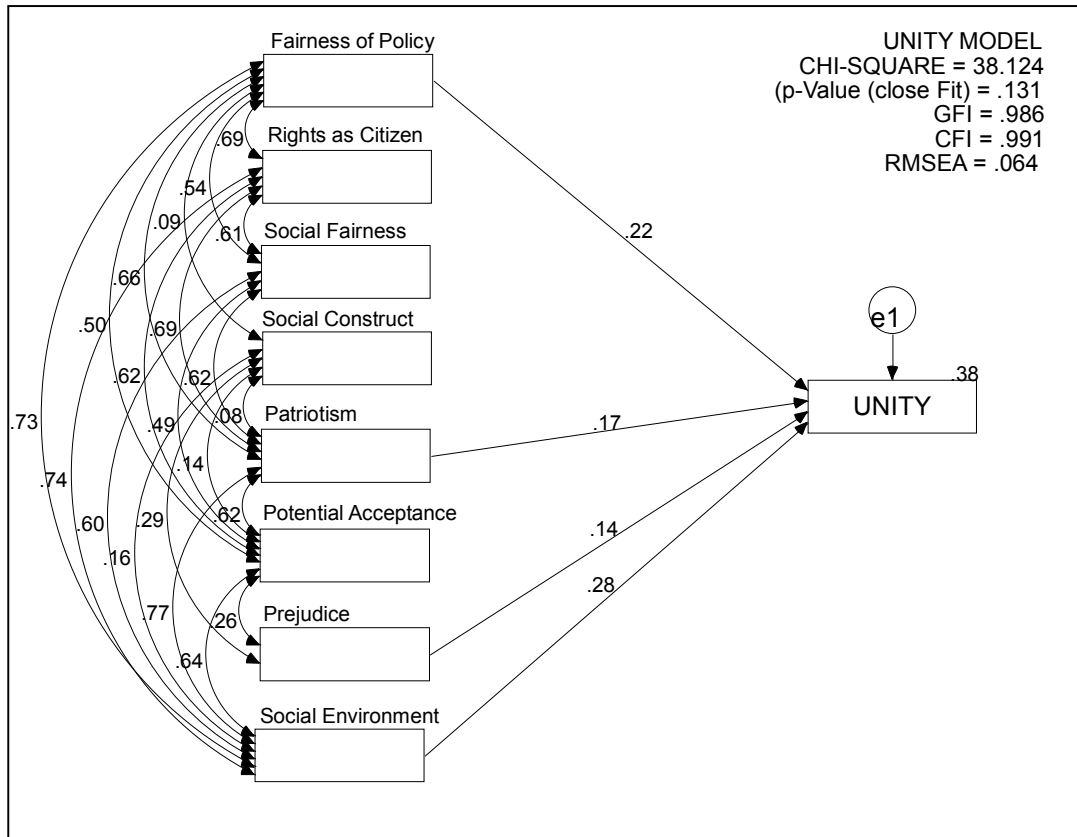 UNITY MODEL
CHI-SQUARE = 38.124
(p-Value (close Fit) = .131
GFI = .986
CFI = .991
RMSEA = .064
Fairness of Policy
.69
Rights as Citizen
.54
.09
.61
Social Fairness
.22
.66
e1
.50
Social Construct
.69
.62
.62
.38
UNITY
.73
.49
.08
Patriotism
.17
.14
.74
.60
.29
.62
Potential Acceptance
.16
.14
.77
.26
Prejudice
.28
.64
Social Environment